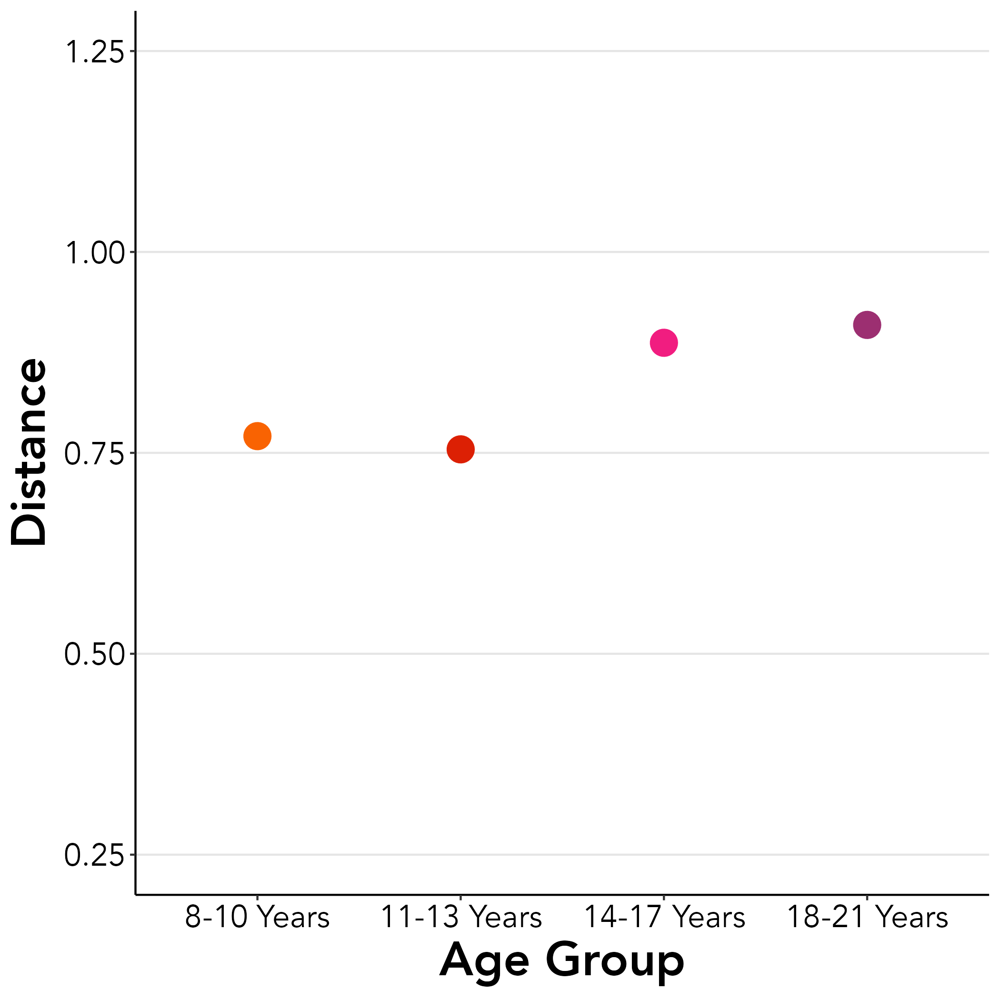 1.25
1.00
0.75
0.50
0.25
Distance
8-10 Years
11-13 Years
14-17 Years
18-21 Years
Age Group